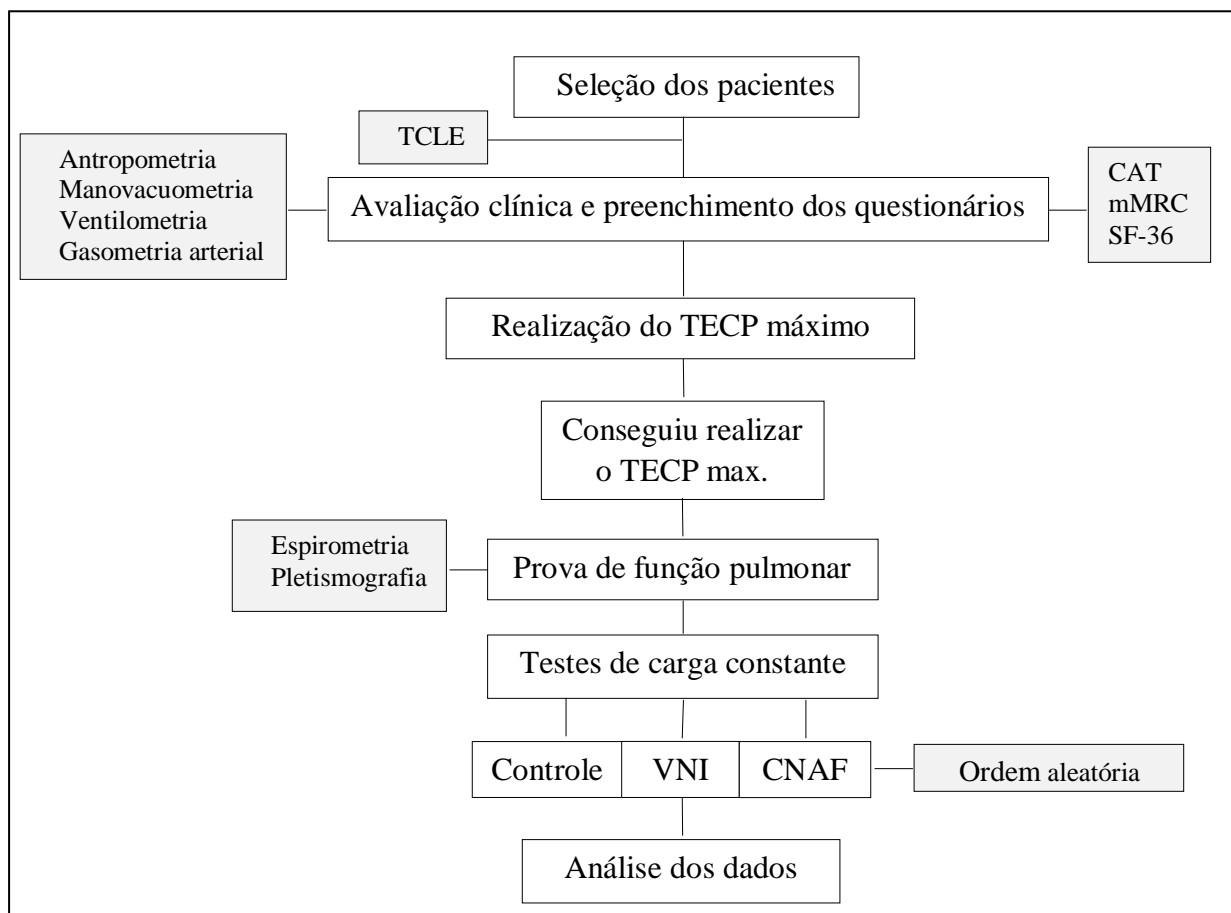 Seleção dos pacientes
TCLE
Antropometria
Manovacuometria
Ventilometria
Gasometria arterial
Avaliação clínica e preenchimento dos questionários
CAT
mMRC
SF-36
Realização do TECP máximo
Conseguiu realizar
o TECP max.
Espirometria
Pletismografia
Prova de função pulmonar
Testes de carga constante
Controle
VNI
CNAF
Ordem aleatória
Análise dos dados